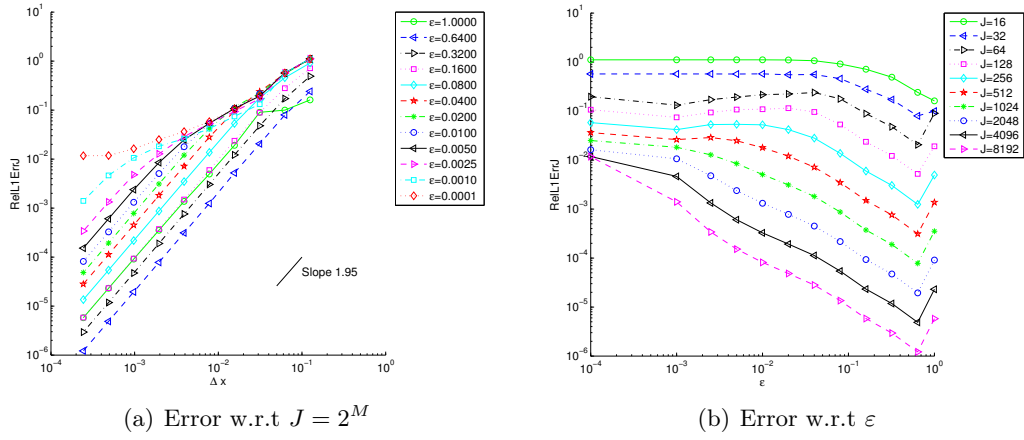 10^1
10^0
10^{-1}
10^{-2}
10^{-3}
10^{-4}
10^{-5}
10^{-6}
RelL1ErrJ
10^{-4}
10^{-3}
10^{-2}
10^{-1}
10^0
Δ x
Slope 1.95
ε=1.0000
ε=0.6400
ε=0.3200
ε=0.1600
ε=0.0800
ε=0.0400
ε=0.0200
ε=0.0100
ε=0.0050
ε=0.0025
ε=0.0010
ε=0.0001
(a) Error w.r.t J = 2^M
10^1
10^0
10^{-1}
10^{-2}
10^{-3}
10^{-4}
10^{-5}
10^{-6}
RelL1ErrJ
10^{-4}
10^{-3}
10^{-2}
10^{-1}
10^0
ε
J=16
J=32
J=64
J=128
J=256
J=512
J=1024
J=2048
J=4096
J=8192
(b) Error w.r.t ε